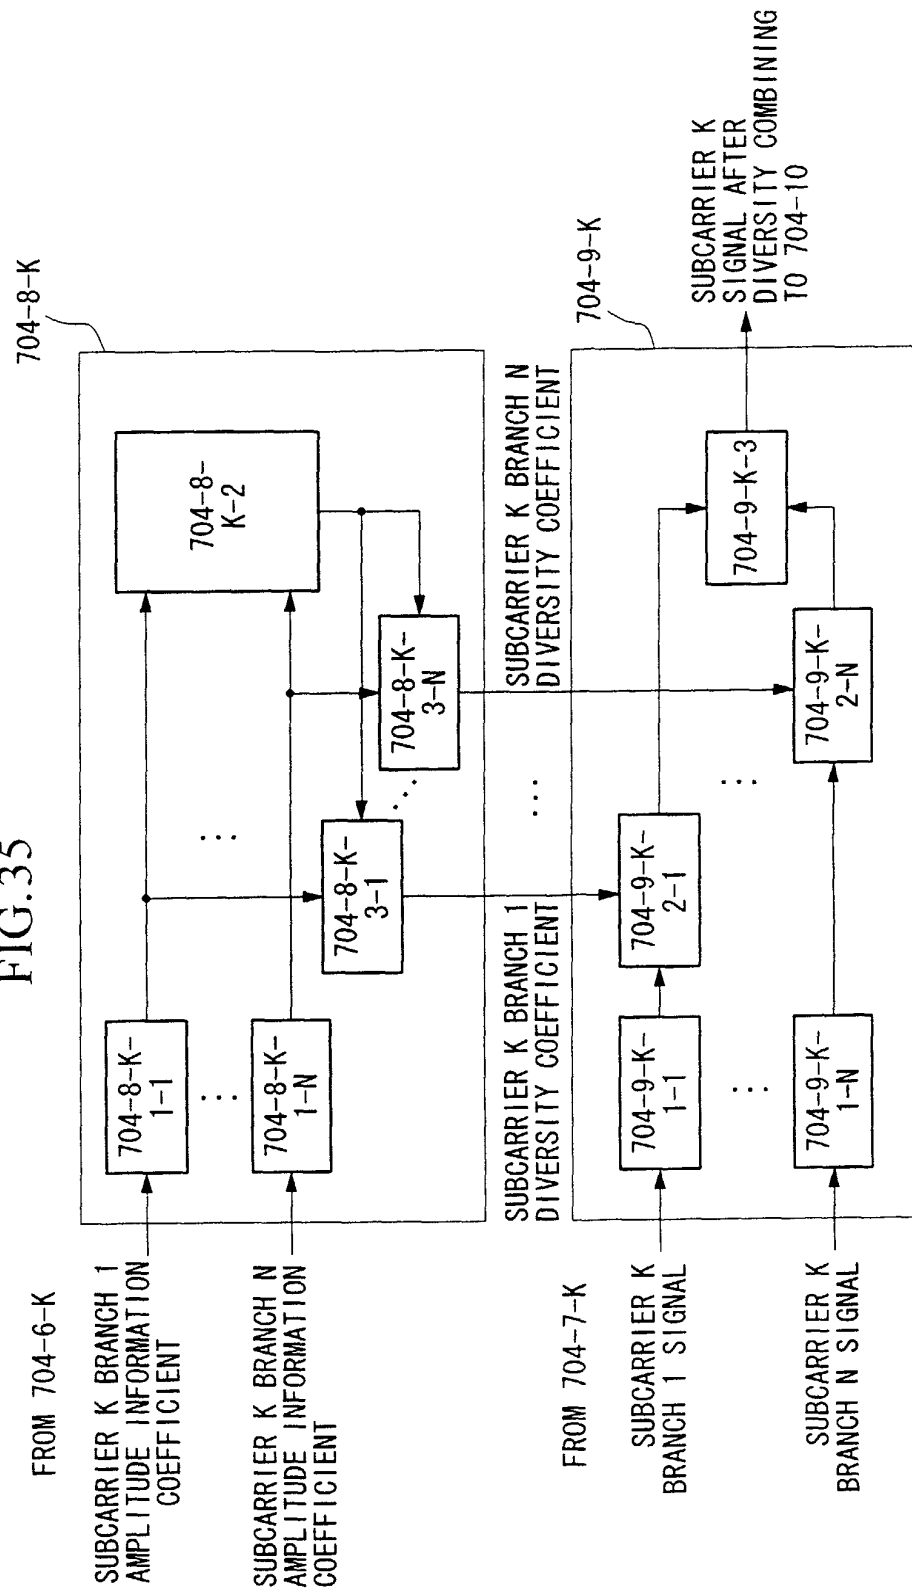 FIG.35
FROM 704-6-K
SUBCARRIER K BRANCH 1
AMPLITUDE INFORMATION
COEFFICIENT
SUBCARRIER K BRANCH N
AMPLITUDE INFORMATION
COEFFICIENT
704-8-K
704-8-K-
1-1
704-8-K-
1-N
704-8-
K-2
704-8-K-
3-1
704-8-K-
3-N
SUBCARRIER K BRANCH 1
DIVERSITY COEFFICIENT
SUBCARRIER K BRANCH N
DIVERSITY COEFFICIENT
FROM 704-7-K
SUBCARRIER K
BRANCH 1 SIGNAL
SUBCARRIER K
BRANCH N SIGNAL
704-9-K
704-9-K-
1-1
704-9-K-
2-1
704-9-K-
1-N
704-9-K-
2-N
704-9-K-3
SUBCARRIER K
SIGNAL AFTER
DIVERSITY COMBINING
TO 704-10